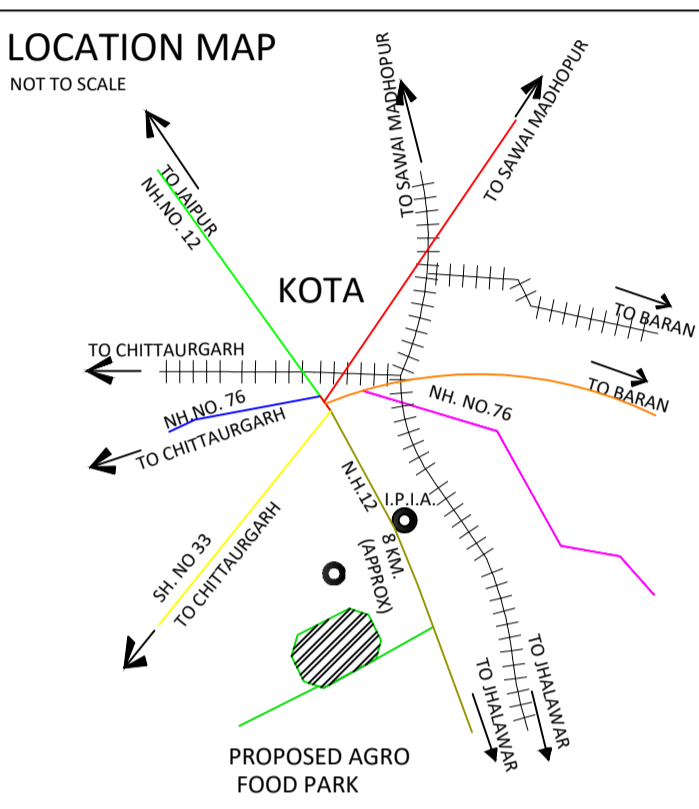 LOCATION MAP
NOT TO SCALE
TO SAWAI MADHOPUR
TO SAWAI MADHOPUR
TO JAIPUR
NH.NO. 12
KOTA
TO BARAN
TO CHITTAURGARH
TO BARAN
NH.NO. 76
NH. NO.76
TO CHITTAURGARH
N.H.12
I.P.I.A.
SH. NO 33
TO CHITTAURGARH
8 KM.
(APPROX)
TO JHALAWAR
TO JHALAWAR
PROPOSED AGRO
FOOD PARK